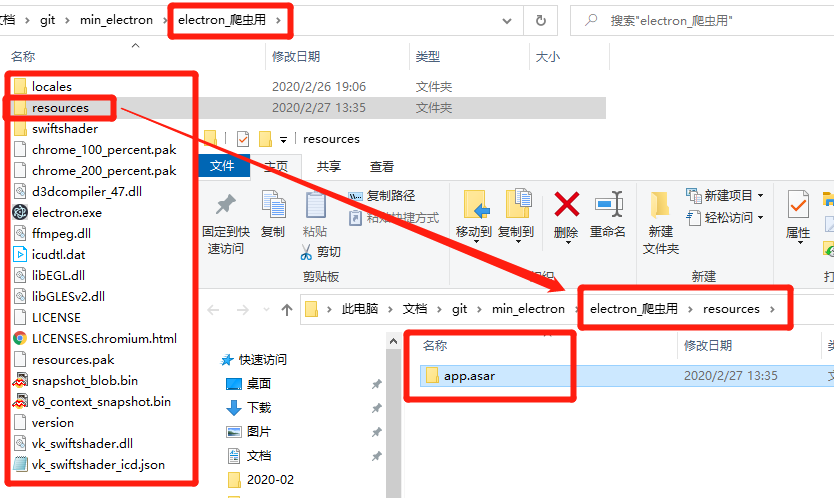 文档 › git › min_electron › electron_爬虫用 ›
搜索"electron_爬虫用"
名称 修改日期 类型 大小
locales 2020/2/26 19:06 文件夹
resources 2020/2/27 13:35 文件夹
swiftshader
chrome_100_percent.pak
chrome_200_percent.pak
d3dcompiler_47.dll
electron.exe
ffmpeg.dll
icudtl.dat
libEGL.dll
libGLESv2.dll
LICENSE
LICENSES.chromium.html
resources.pak
snapshot_blob.bin
v8_context_snapshot.bin
version
vk_swiftshader.dll
vk_swiftshader_icd.json
resources
文件 主页 共享 查看
固定到快速访问
复制
粘贴
复制路径
粘贴快捷方式
剪切
剪贴板
移动到
复制到
删除
重命名
组织
新建
文件夹
新建项目
轻松访问
新建
属性
› 此电脑 › 文档 › git › min_electron › electron_爬虫用 › resources ›
快速访问
桌面
下载
图片
文档
2020-02
名称 修改日期
app.asar 2020/2/27 13:35